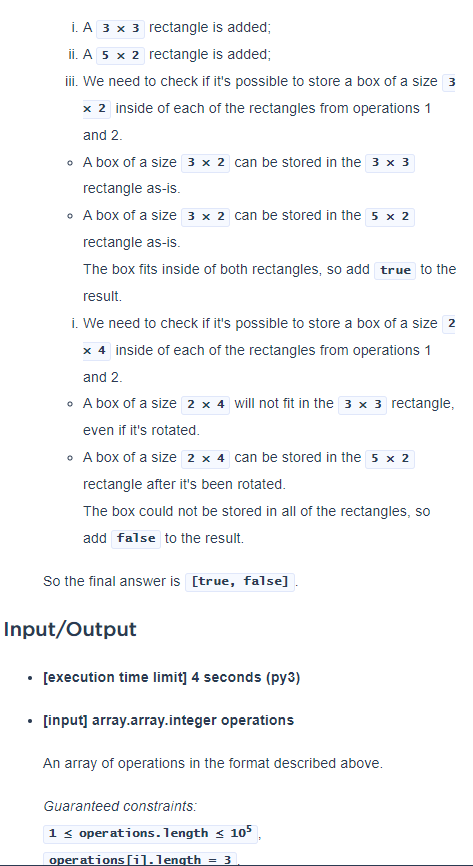 i. A 3 x 3 rectangle is added;
ii. A 5 x 2 rectangle is added;
iii. We need to check if it's possible to store a box of a size 3
x 2 inside of each of the rectangles from operations 1
and 2.
◦ A box of a size 3 x 2 can be stored in the 3 x 3
rectangle as-is.
◦ A box of a size 3 x 2 can be stored in the 5 x 2
rectangle as-is.
The box fits inside of both rectangles, so add true to the
result.
i. We need to check if it's possible to store a box of a size 2
x 4 inside of each of the rectangles from operations 1
and 2.
◦ A box of a size 2 x 4 will not fit in the 3 x 3 rectangle,
even if it's rotated.
◦ A box of a size 2 x 4 can be stored in the 5 x 2
rectangle after it's been rotated.
The box could not be stored in all of the rectangles, so
add false to the result.
So the final answer is [true, false].
Input/Output
• [execution time limit] 4 seconds (py3)
• [input] array.array.integer operations
An array of operations in the format described above.
Guaranteed constraints:
1 ≤ operations.length ≤ 10⁵,
operations[i].length = 3,